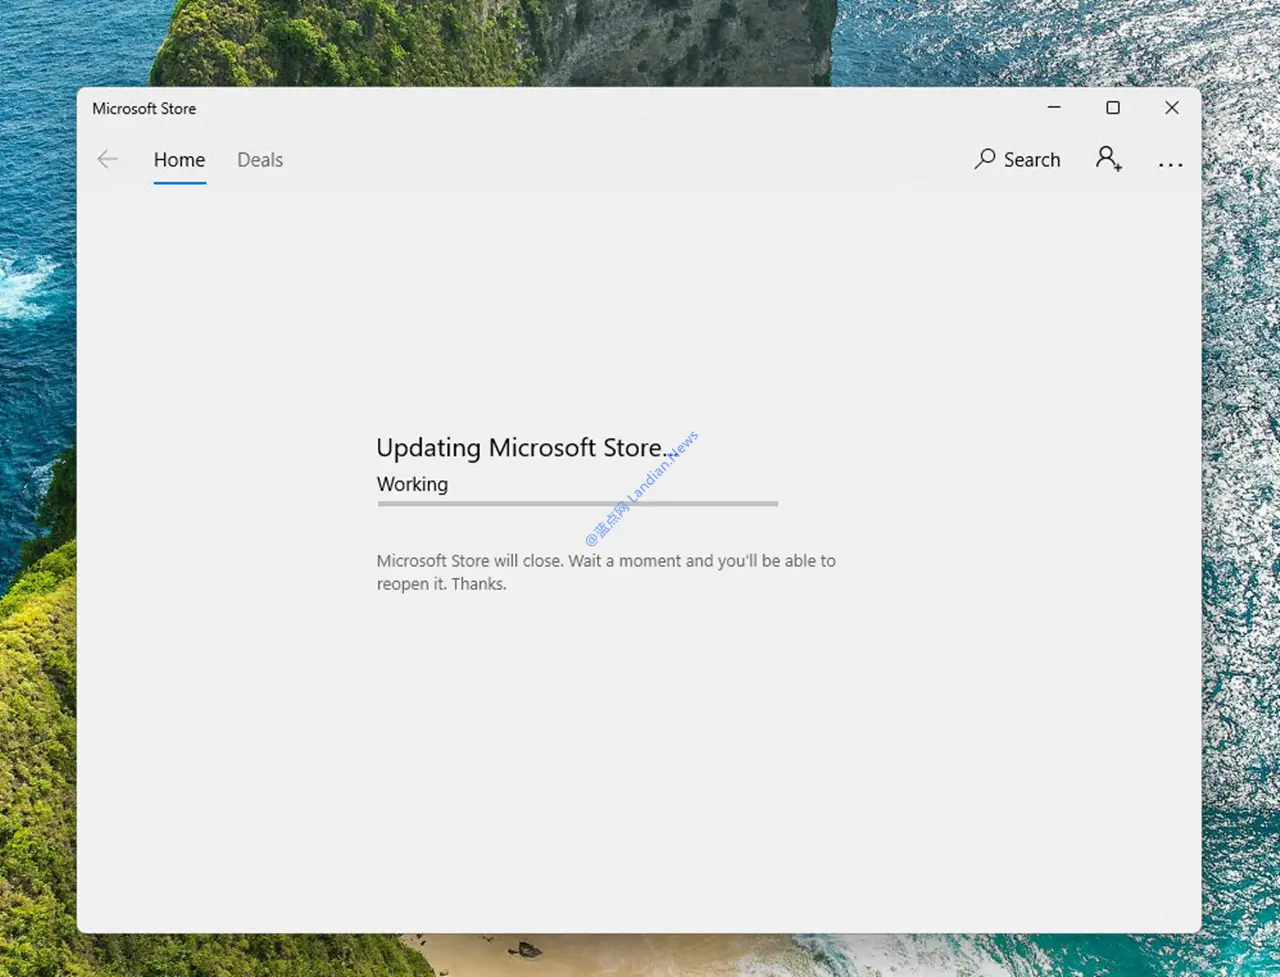 Microsoft Store
Home
Deals
Search
Updating Microsoft Store...
Working
@蓝点网 Landian.News
Microsoft Store will close. Wait a moment and you'll be able to
reopen it. Thanks.